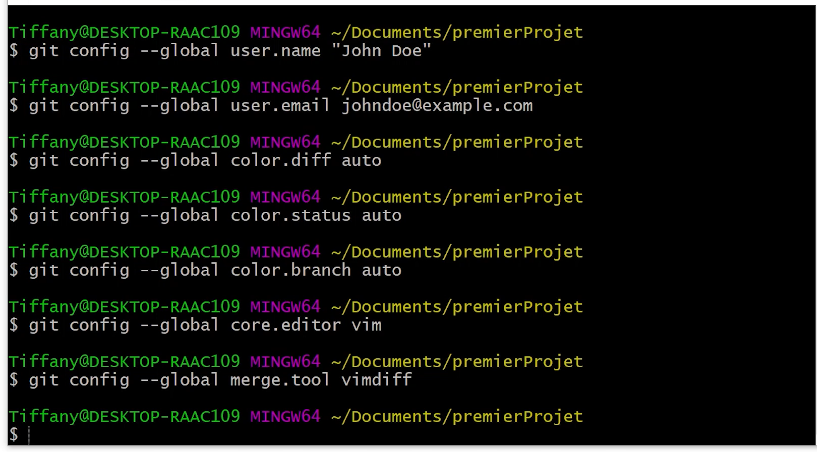 Tiffany@DESKTOP-RAAC109 MINGW64 ~/Documents/premierProjet
$ git config --global user.name "John Doe"
Tiffany@DESKTOP-RAAC109 MINGW64 ~/Documents/premierProjet
$ git config --global user.email johndoe@example.com
Tiffany@DESKTOP-RAAC109 MINGW64 ~/Documents/premierProjet
$ git config --global color.diff auto
Tiffany@DESKTOP-RAAC109 MINGW64 ~/Documents/premierProjet
$ git config --global color.status auto
Tiffany@DESKTOP-RAAC109 MINGW64 ~/Documents/premierProjet
$ git config --global color.branch auto
Tiffany@DESKTOP-RAAC109 MINGW64 ~/Documents/premierProjet
$ git config --global core.editor vim
Tiffany@DESKTOP-RAAC109 MINGW64 ~/Documents/premierProjet
$ git config --global merge.tool vimdiff
Tiffany@DESKTOP-RAAC109 MINGW64 ~/Documents/premierProjet
$